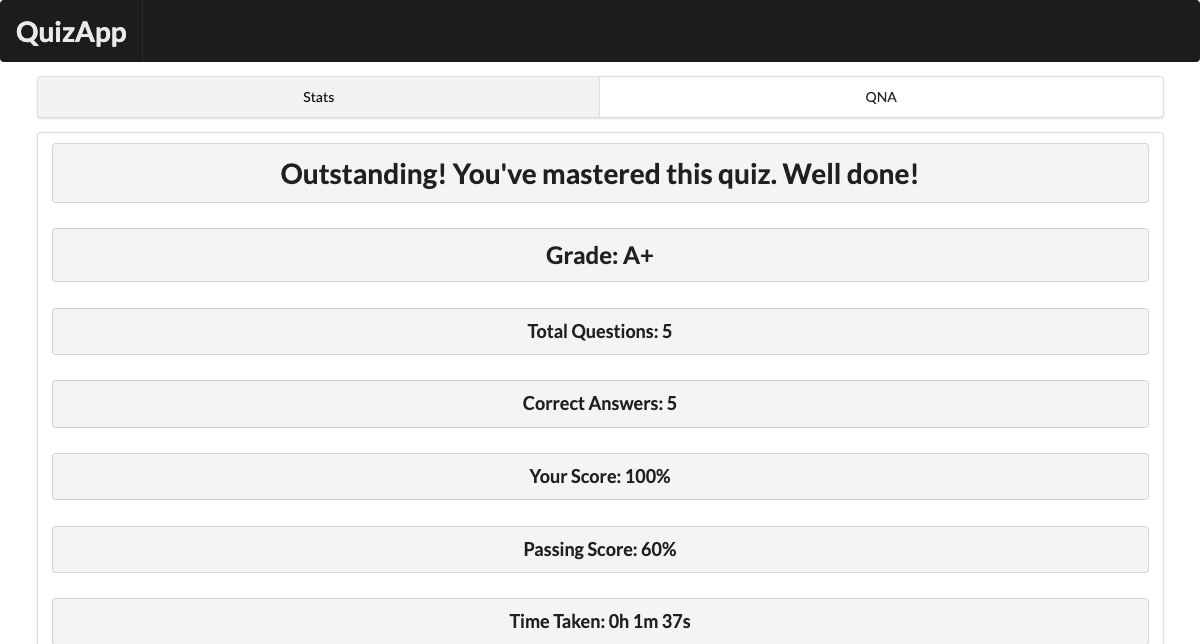 QuizApp
Stats
QNA
Outstanding! You've mastered this quiz. Well done!
Grade: A+
Total Questions: 5
Correct Answers: 5
Your Score: 100%
Passing Score: 60%
Time Taken: 0h 1m 37s